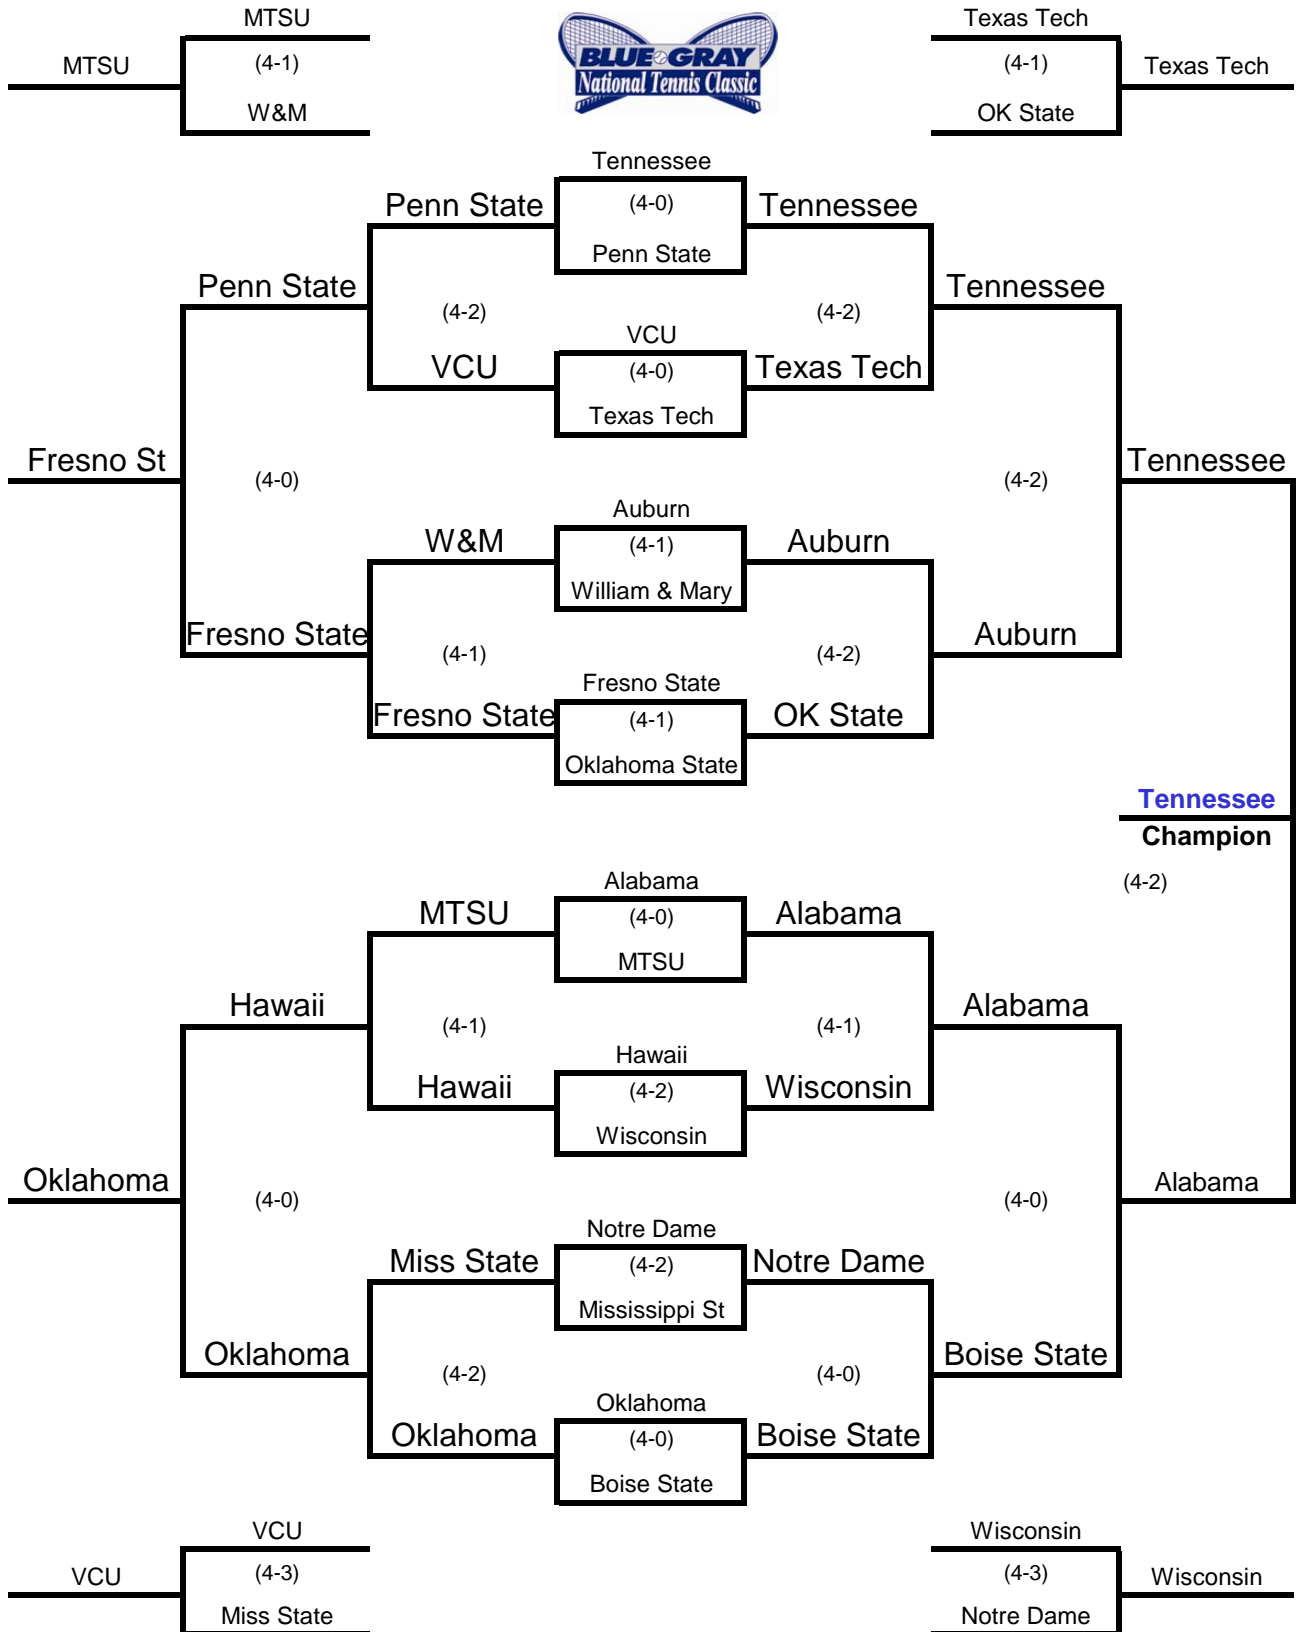 MTSU
Texas Tech
MTSU
(4-1)
BLUE GRAY
National Tennis Classic
(4-1)
Texas Tech
W&M
OK State
Tennessee
Penn State
(4-0)
Tennessee
Penn State
Penn State
Tennessee
(4-2)
(4-2)
VCU
VCU
(4-0)
Texas Tech
Texas Tech
Fresno St
Tennessee
(4-0)
(4-2)
Auburn
W&M
(4-1)
Auburn
William & Mary
Fresno State
Auburn
(4-1)
(4-2)
Fresno State
Fresno State
(4-1)
OK State
Oklahoma State
Tennessee
Champion
(4-2)
Alabama
MTSU
(4-0)
Alabama
MTSU
Hawaii
Alabama
(4-1)
(4-1)
Hawaii
Hawaii
(4-2)
Wisconsin
Wisconsin
Oklahoma
Alabama
(4-0)
(4-0)
Notre Dame
Miss State
(4-2)
Notre Dame
Mississippi St
Oklahoma
Boise State
(4-2)
(4-0)
Oklahoma
Oklahoma
(4-0)
Boise State
Boise State
VCU
Wisconsin
VCU
(4-3)
(4-3)
Wisconsin
Miss State
Notre Dame